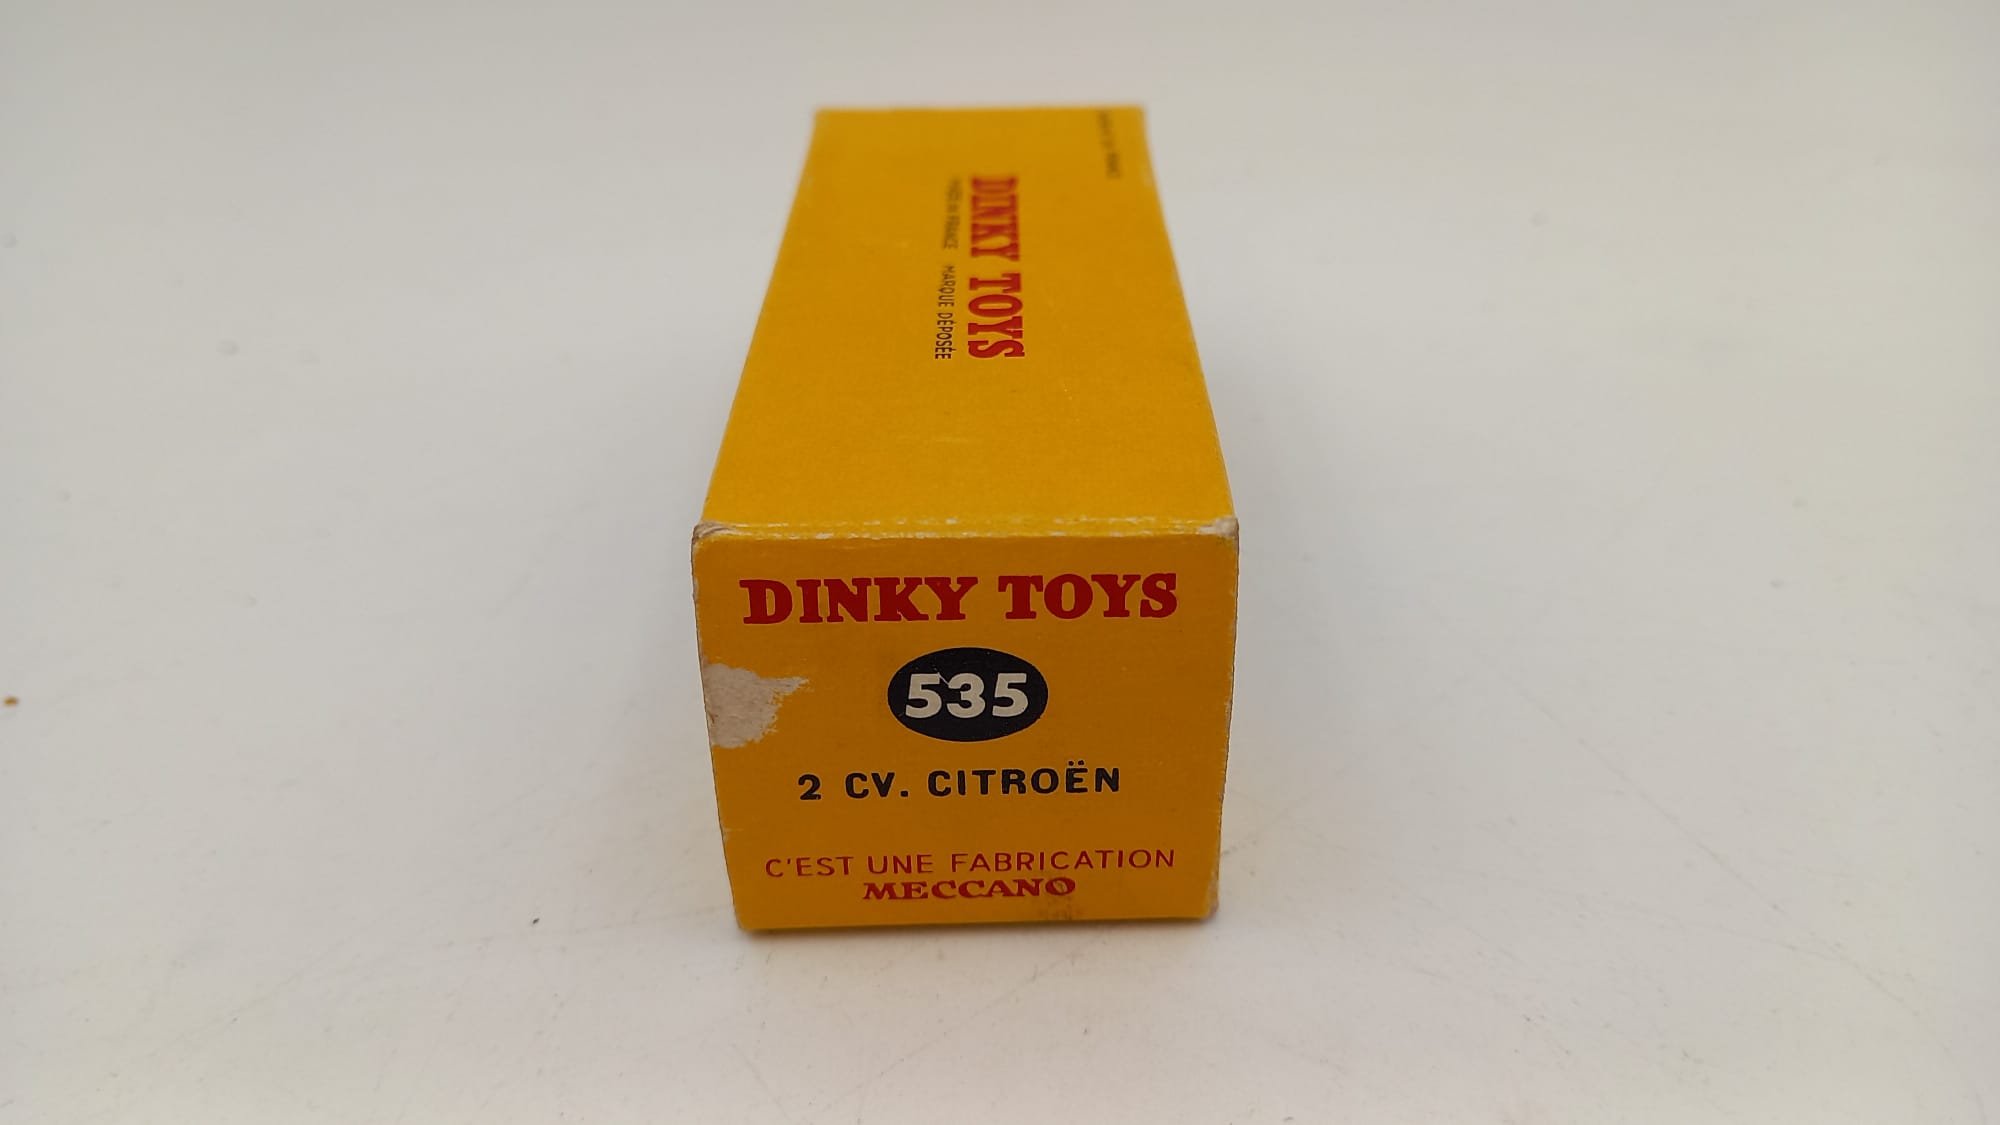 DINKY TOYS
MADE IN FRANCE MARQUE DÉPOSÉE
DINKY TOYS
535
2 CV. CITROËN
C'EST UNE FABRICATION
MECCANO